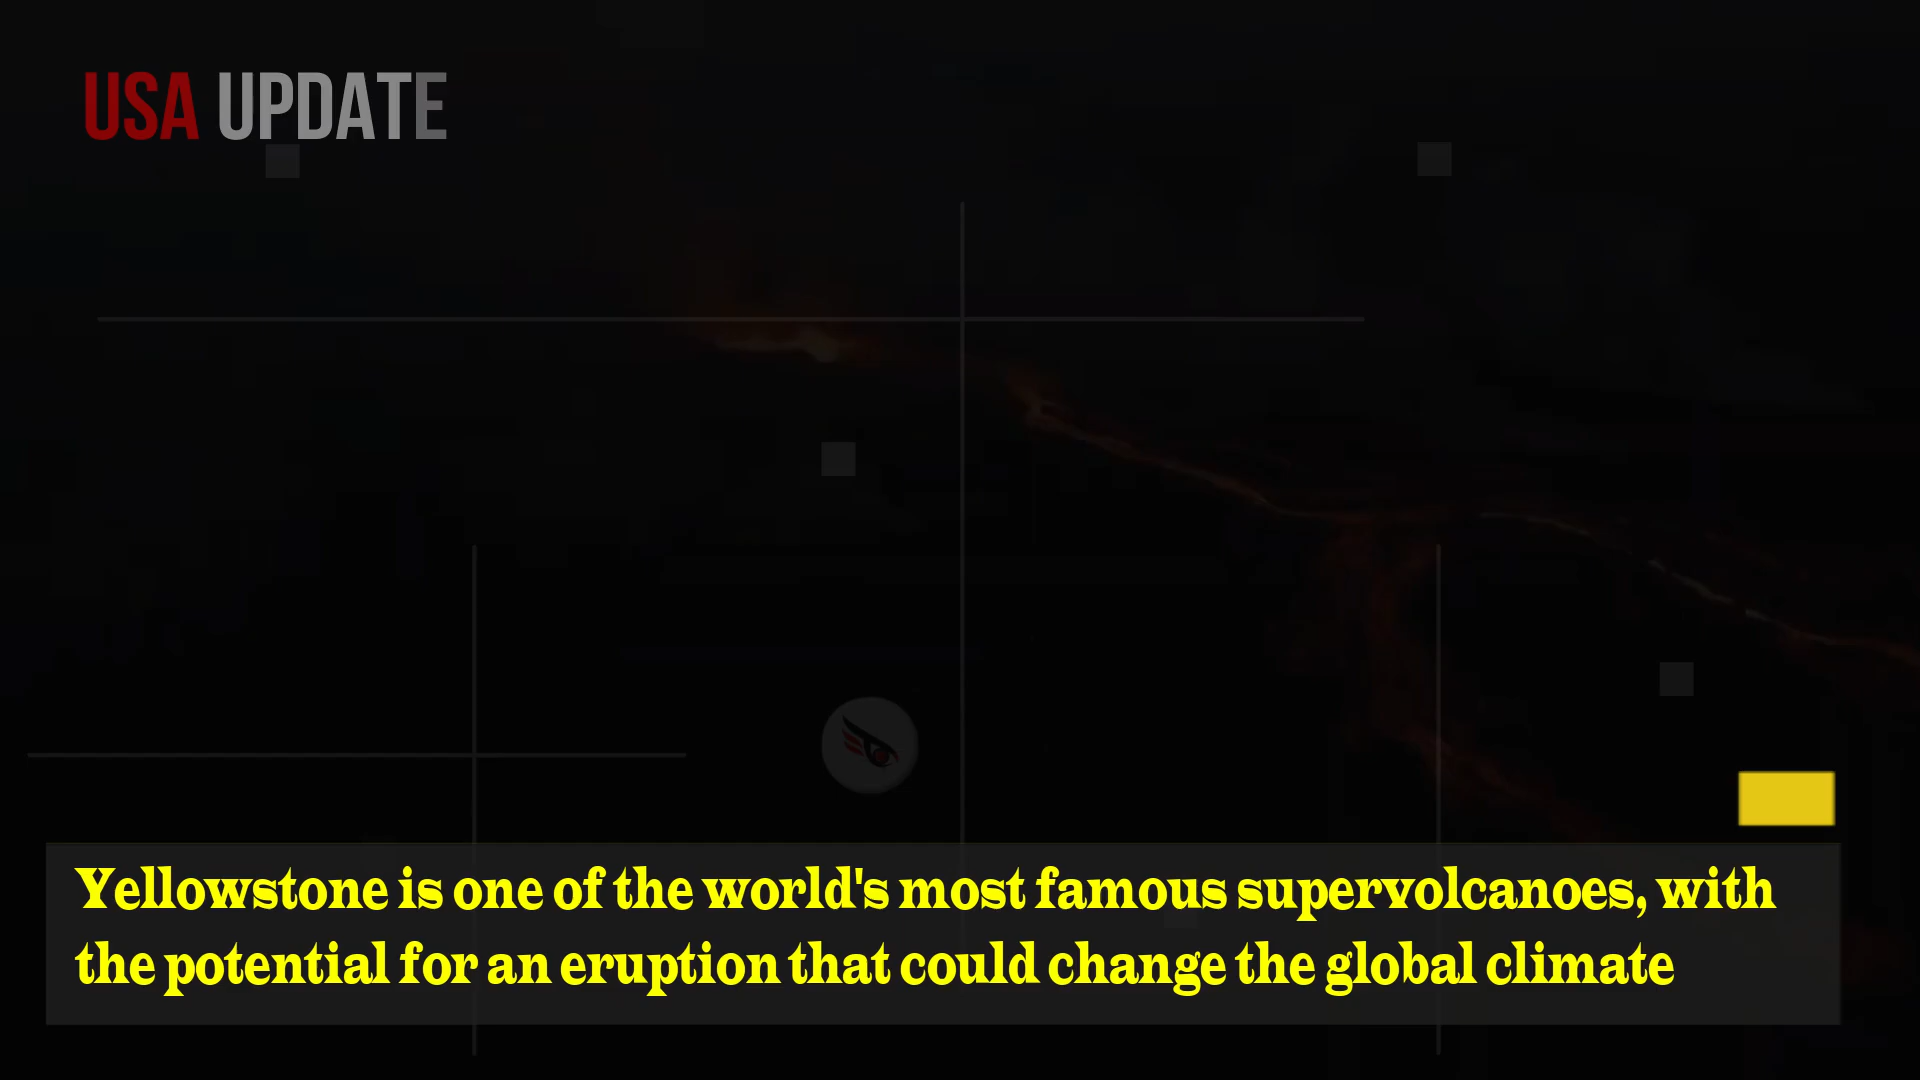 USA UPDATE
Yellowstone is one of the world's most famous supervolcanoes, with
the potential for an eruption that could change the global climate